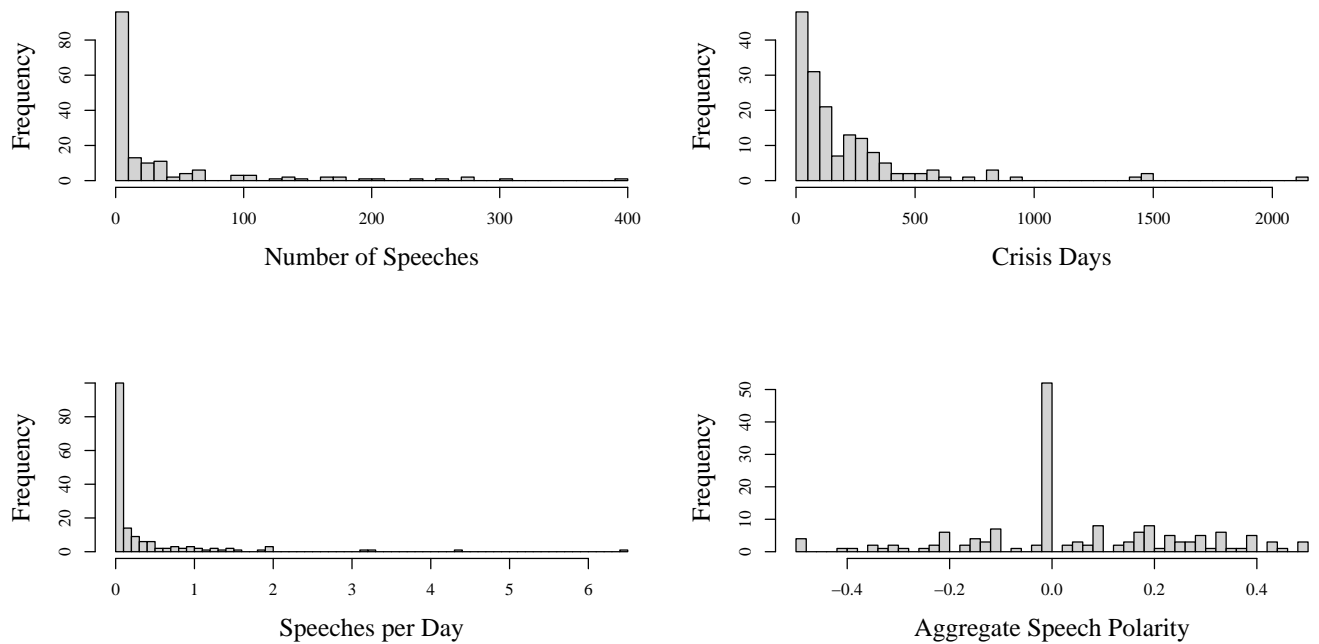 Frequency
0 20 40 60 80
0 100 200 300 400
Number of Speeches
Frequency
0 10 20 30 40
0 500 1000 1500 2000
Crisis Days
Frequency
0 20 40 60 80
0 1 2 3 4 5 6
Speeches per Day
Frequency
0 10 20 30 40 50
−0.4 −0.2 0.0 0.2 0.4
Aggregate Speech Polarity